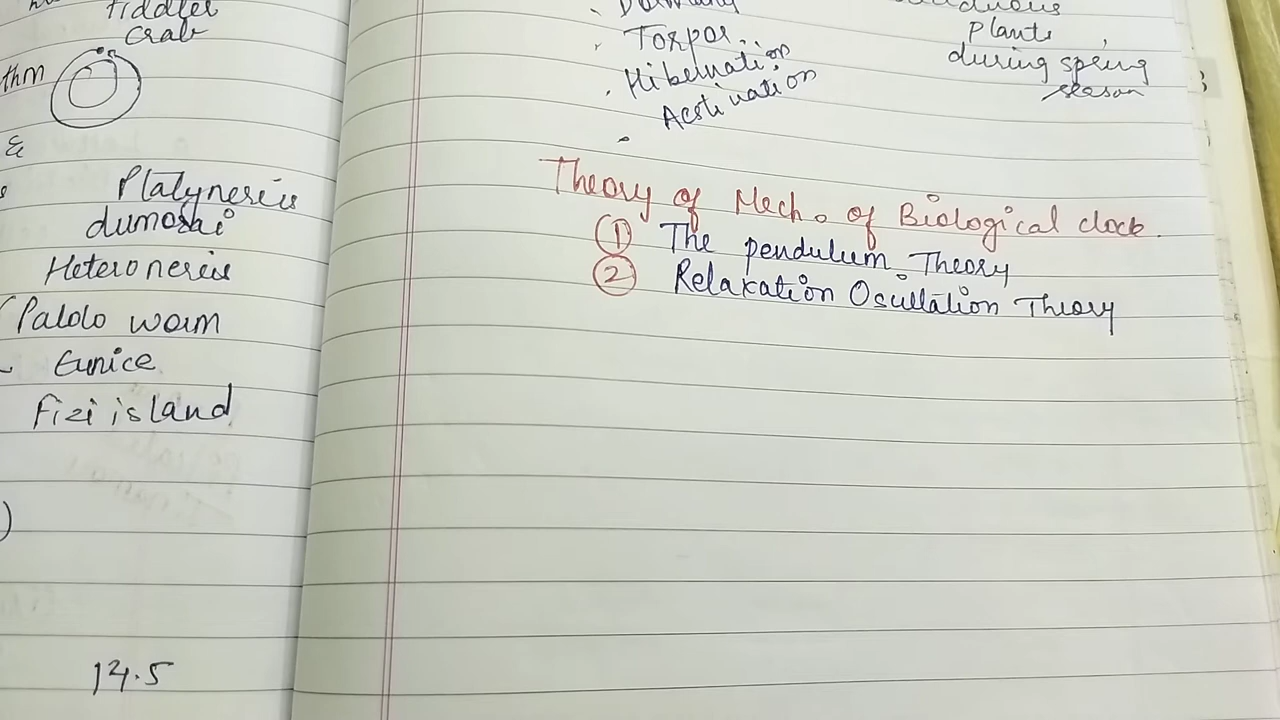 fiddler
crab
thm
&
Platynereis
dumerili
Heteronereis
Palolo worm
Eunice
Fizi island
14.5
Torpor.
Hibernation
Aestivation
Plants,
during spring
season
Theory of Mech. of Biological clock.
① The pendulum Theory
② Relaxation Oscillation Theory